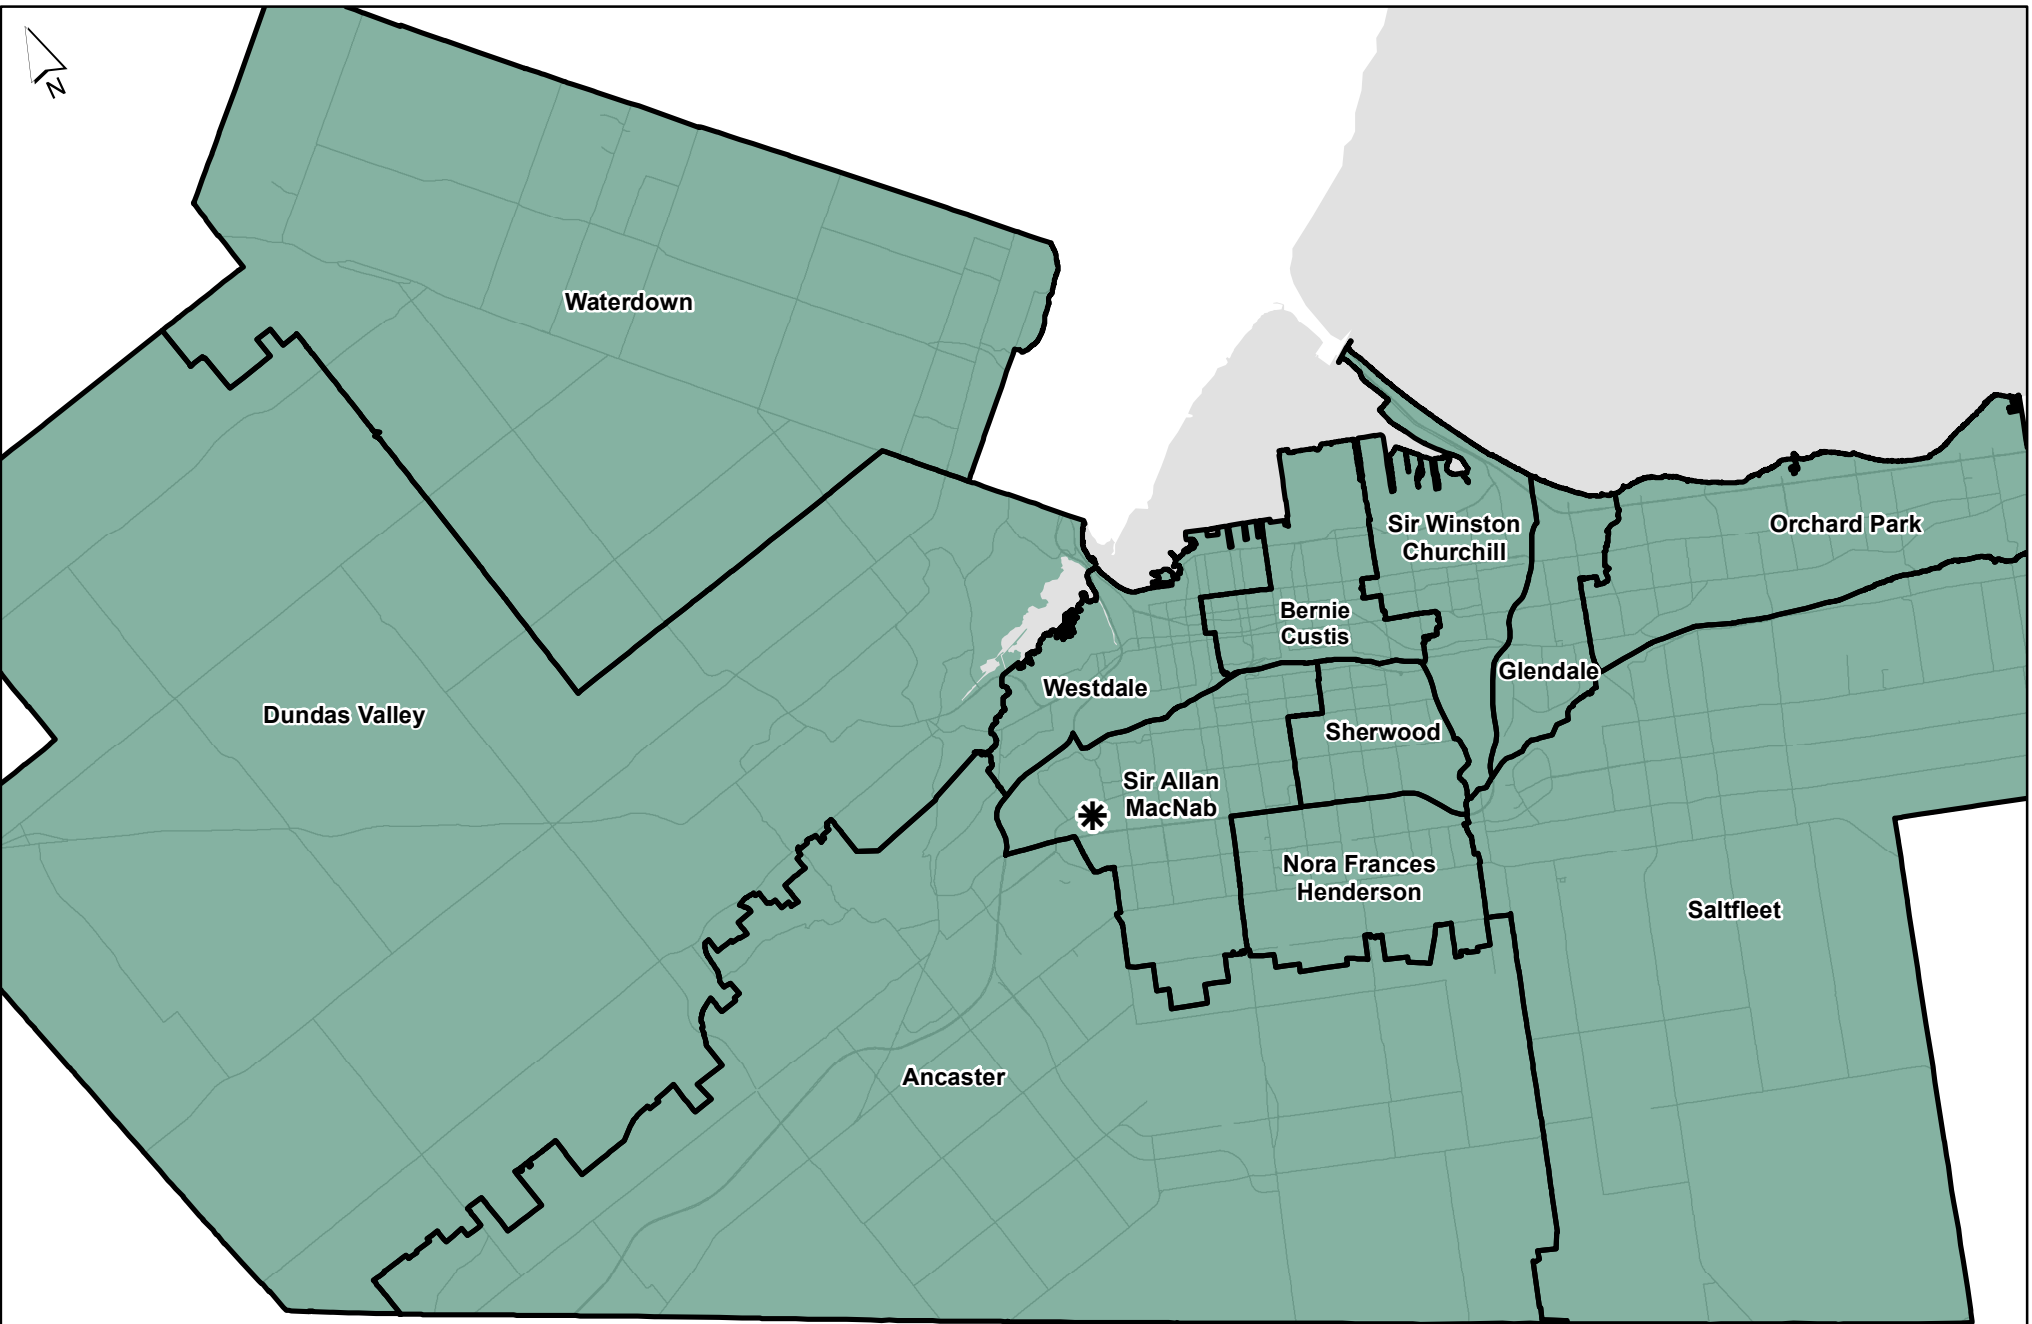 N
Waterdown
Sir Winston
Churchill
Orchard Park
Bernie
Custis
Glendale
Westdale
Dundas Valley
Sherwood
Sir Allan
MacNab
Nora Frances
Henderson
Saltfleet
Ancaster